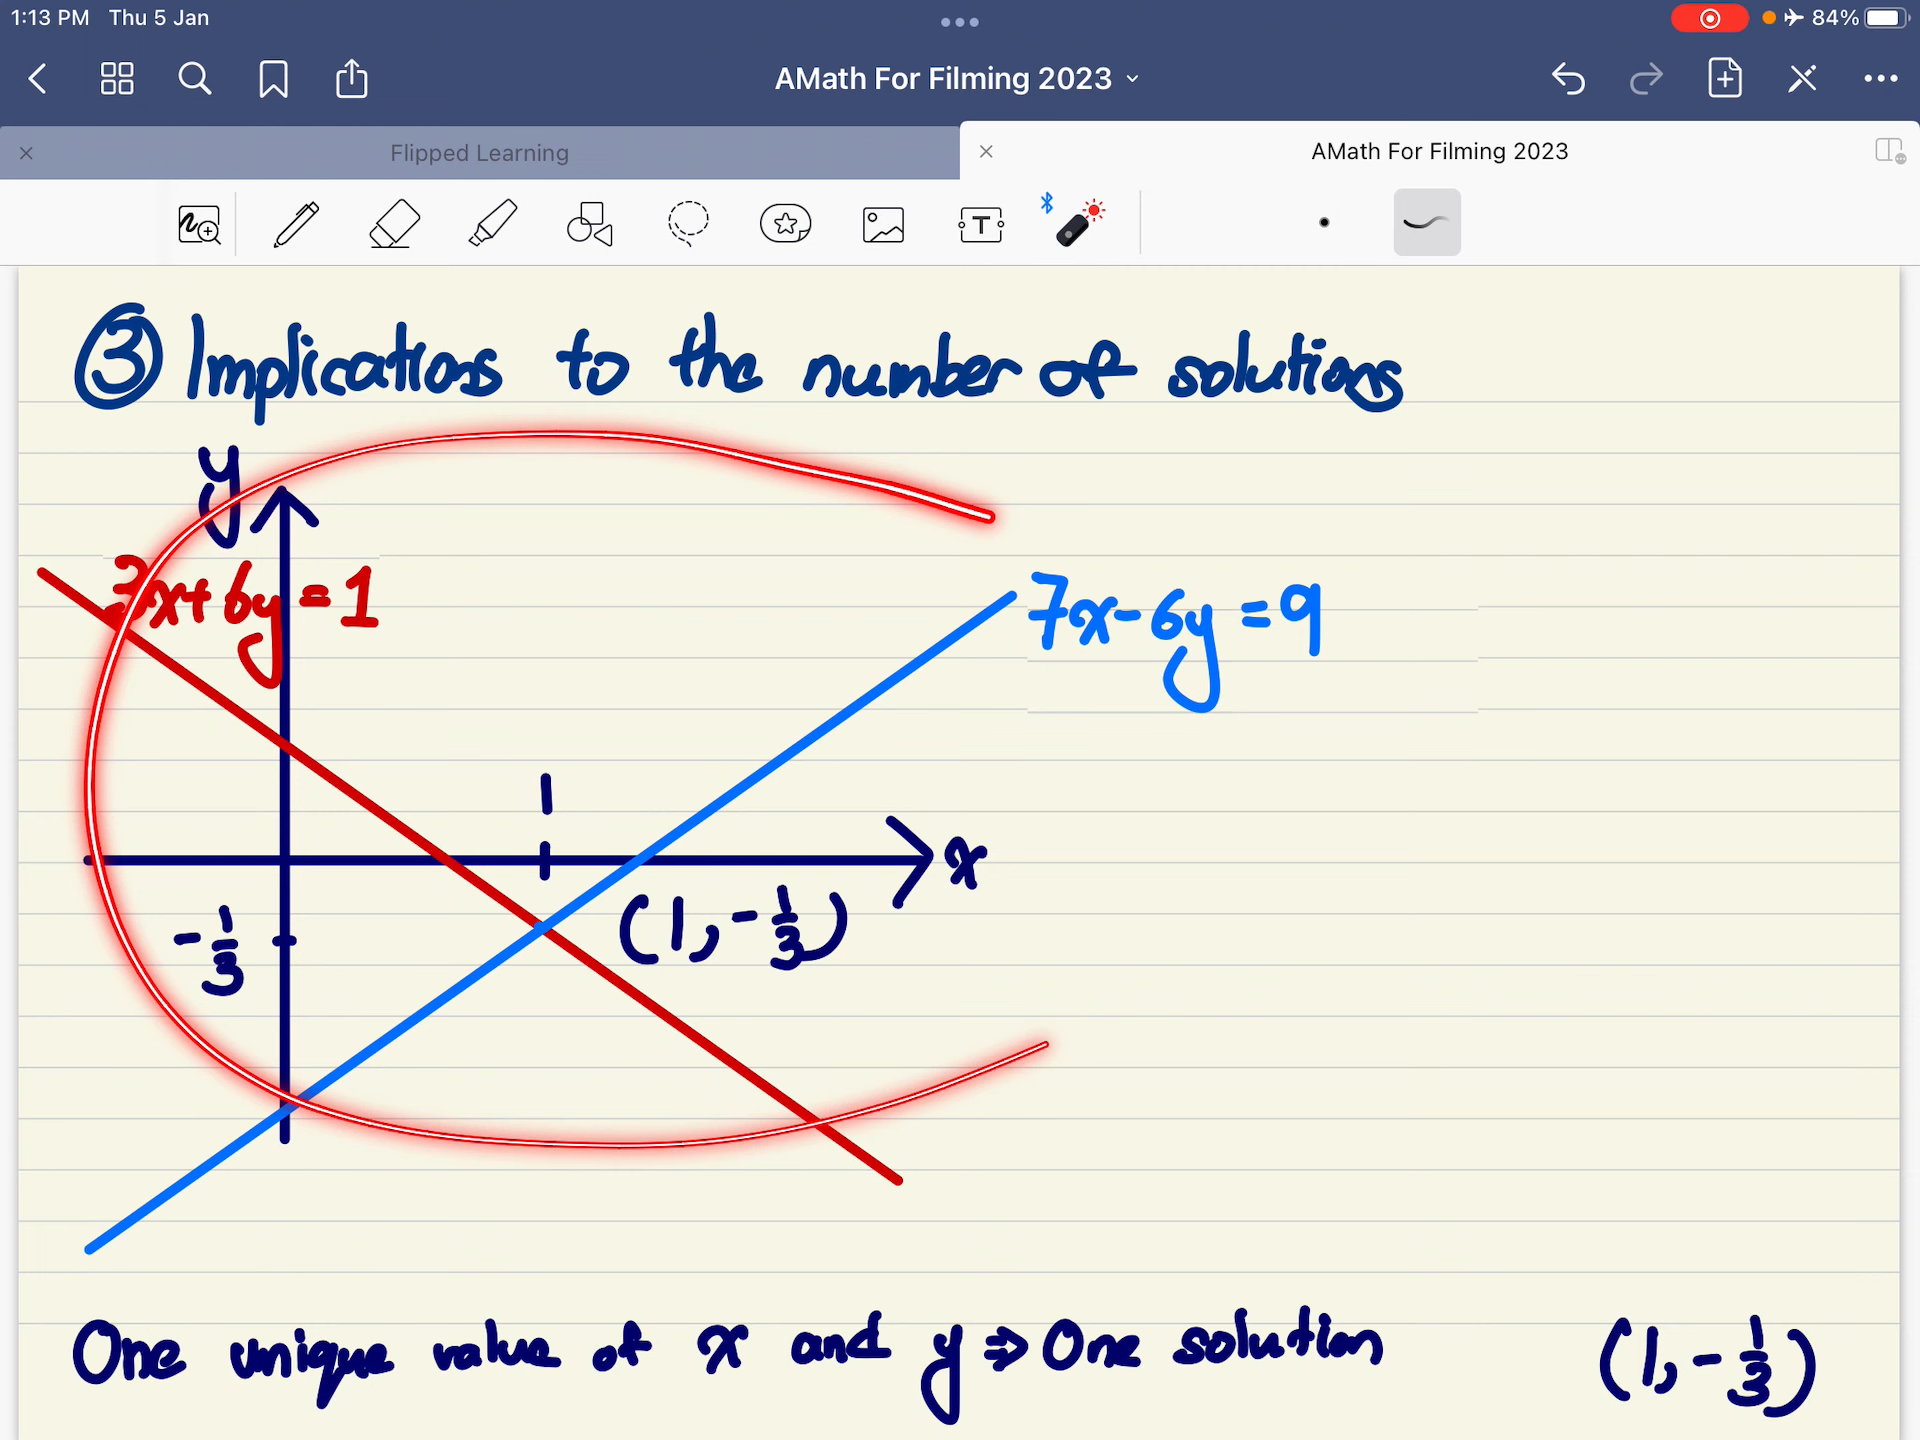 1:13 PM Thu 5 Jan
84%
AMath For Filming 2023
Flipped Learning
AMath For Filming 2023
T
③ Implications to the number of solutions
y
3x+6y=1
7x-6y=9
1
x
-1/3
(1, -1/3)
One unique value of x and y ⇒ One solution (1, -1/3)